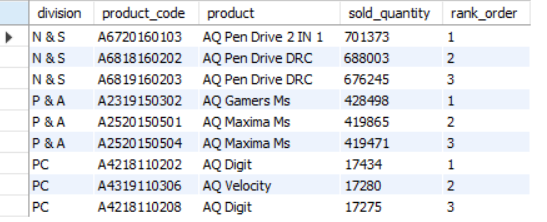 division product_code product sold_quantity rank_order
N & S A6720160103 AQ Pen Drive 2 IN 1 701373 1
N & S A6818160202 AQ Pen Drive DRC 688003 2
N & S A6819160203 AQ Pen Drive DRC 676245 3
P & A A2319150302 AQ Gamers Ms 428498 1
P & A A2520150501 AQ Maxima Ms 419865 2
P & A A2520150504 AQ Maxima Ms 419471 3
PC A4218110202 AQ Digit 17434 1
PC A4319110306 AQ Velocity 17280 2
PC A4218110208 AQ Digit 17275 3